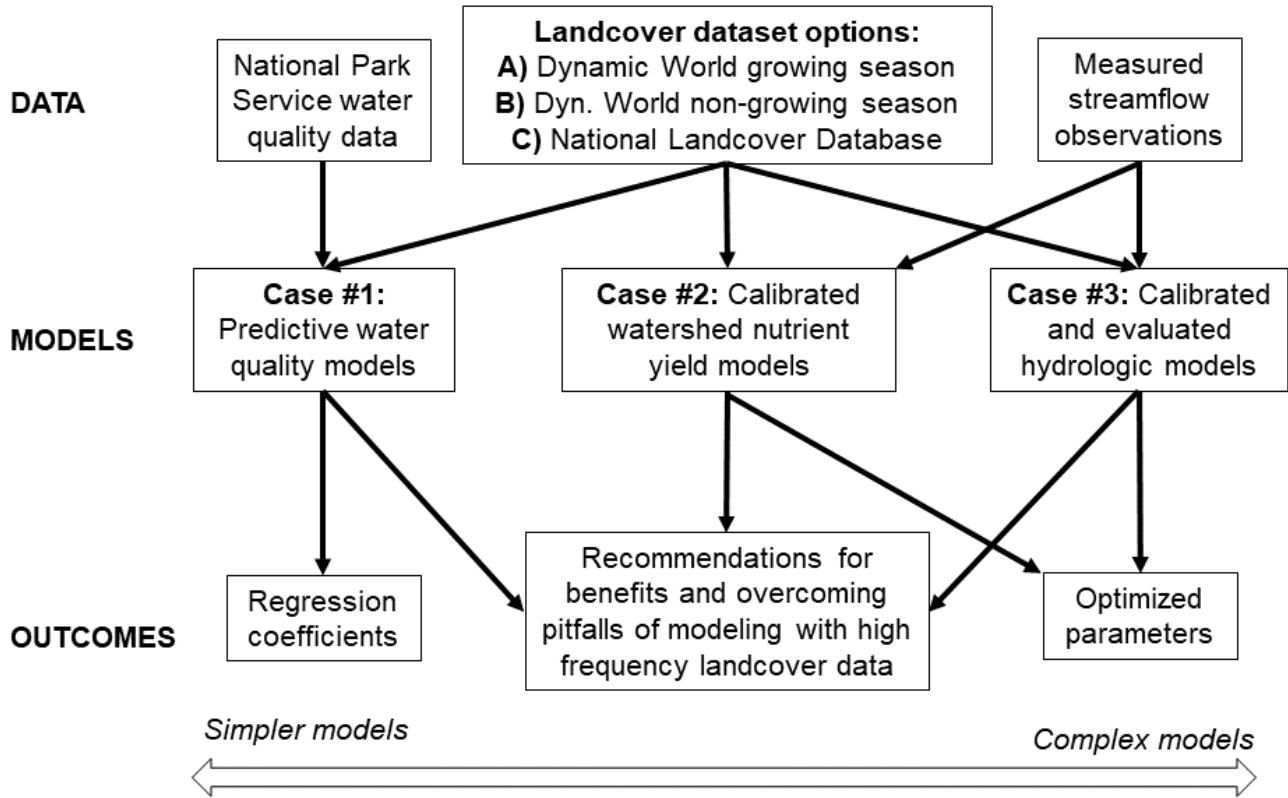 DATA
National Park
Service water
quality data
Landcover dataset options:
A) Dynamic World growing season
B) Dyn. World non-growing season
C) National Landcover Database
Measured
streamflow
observations
MODELS
Case #1:
Predictive water
quality models
Case #2: Calibrated
watershed nutrient
yield models
Case #3: Calibrated
and evaluated
hydrologic models
OUTCOMES
Regression
coefficients
Recommendations for
benefits and overcoming
pitfalls of modeling with high
frequency landcover data
Optimized
parameters
Simpler models
Complex models